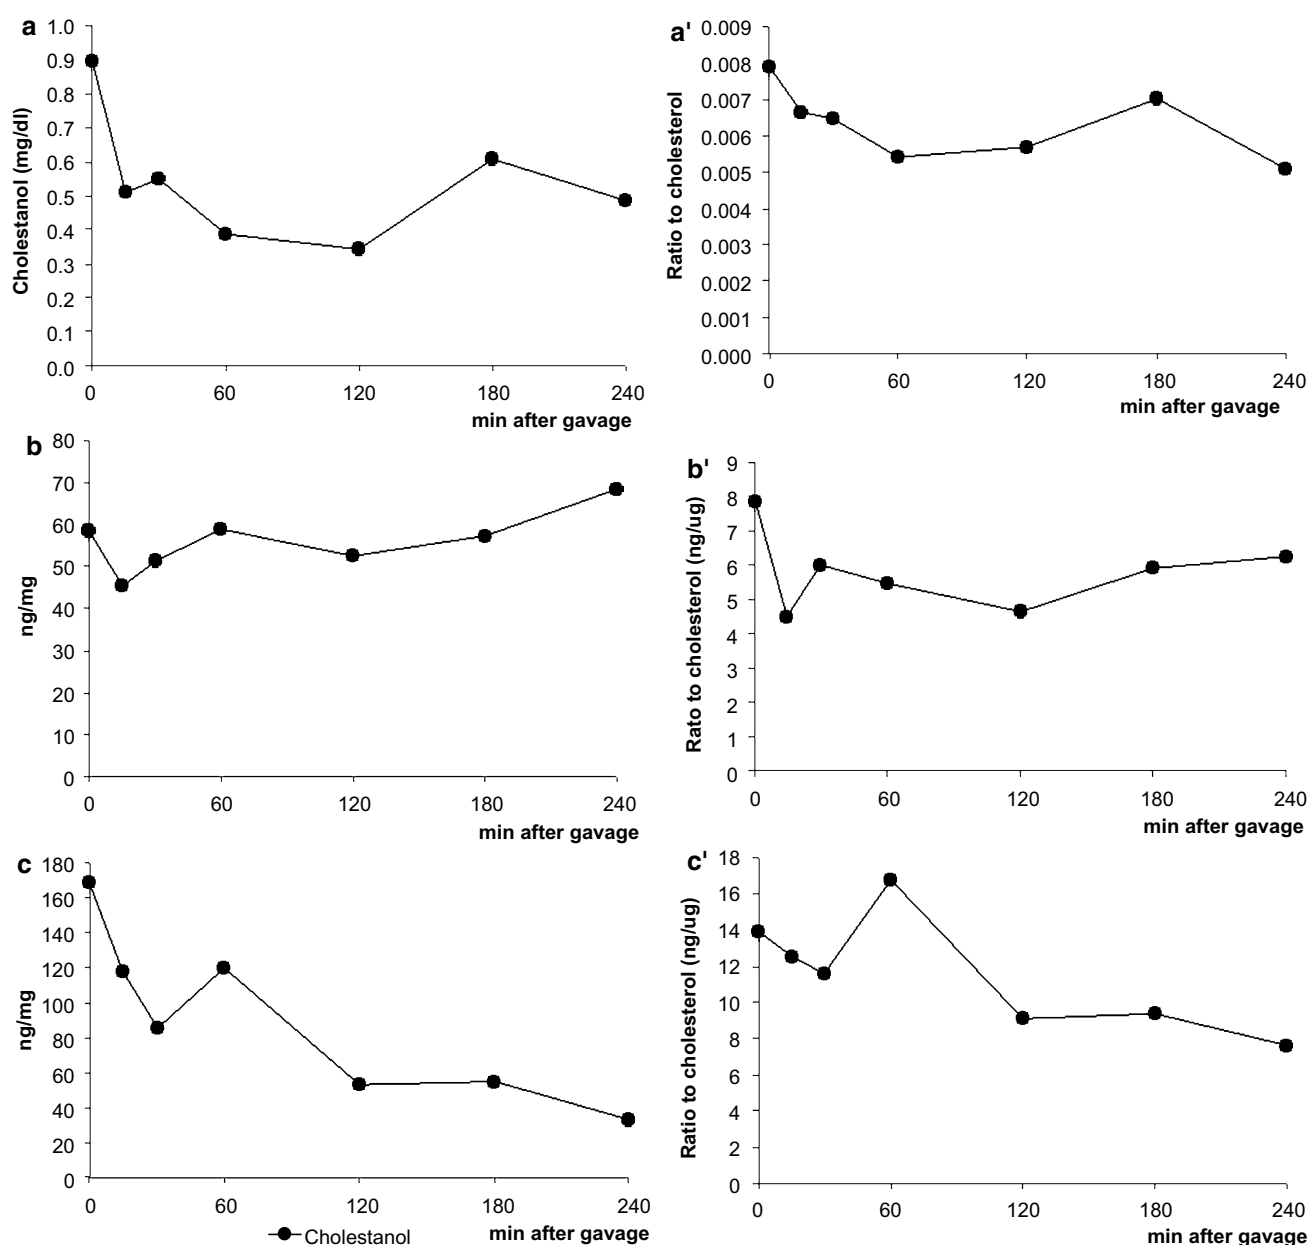 a
Cholestanol (mg/dl)
1.0
0.9
0.8
0.7
0.6
0.5
0.4
0.3
0.2
0.1
0.0
0 60 120 180 240
min after gavage
a'
Ratio to cholesterol
0.009
0.008
0.007
0.006
0.005
0.004
0.003
0.002
0.001
0.000
0 60 120 180 240
min after gavage
b
ng/mg
80
70
60
50
40
30
20
10
0
0 60 120 180 240
min after gavage
b'
Rato to cholesterol (ng/ug)
9
8
7
6
5
4
3
2
1
0
0 60 120 180 240
min after gavage
c
ng/mg
180
160
140
120
100
80
60
40
20
0
0 60 120 180 240
min after gavage
Cholestanol
c'
Ratio to cholesterol (ng/ug)
18
16
14
12
10
8
6
4
2
0
0 60 120 180 240
min after gavage